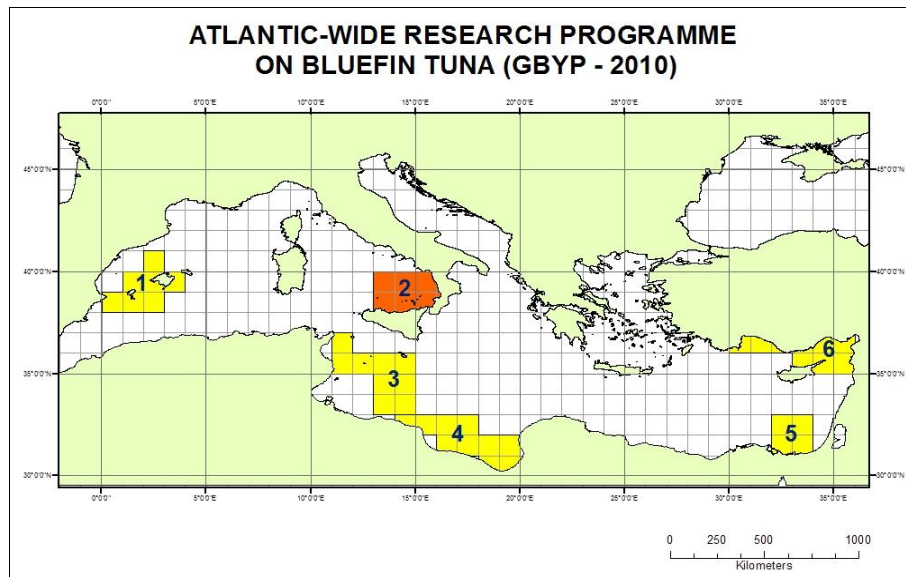 ATLANTIC-WIDE RESEARCH PROGRAMME
ON BLUEFIN TUNA (GBYP - 2010)
0°0'0" 5°0'0"E 10°0'0"E 15°0'0"E 20°0'0"E 25°0'0"E 30°0'0"E 35°0'0"E
45°0'0"N 45°0'0"N
40°0'0"N 40°0'0"N
1 2
6
35°0'0"N 3 35°0'0"N
4 5
30°0'0"N 30°0'0"N
0°0'0" 5°0'0"E 10°0'0"E 15°0'0"E 20°0'0"E 25°0'0"E 30°0'0"E 35°0'0"E
0 250 500 1000
Kilometers